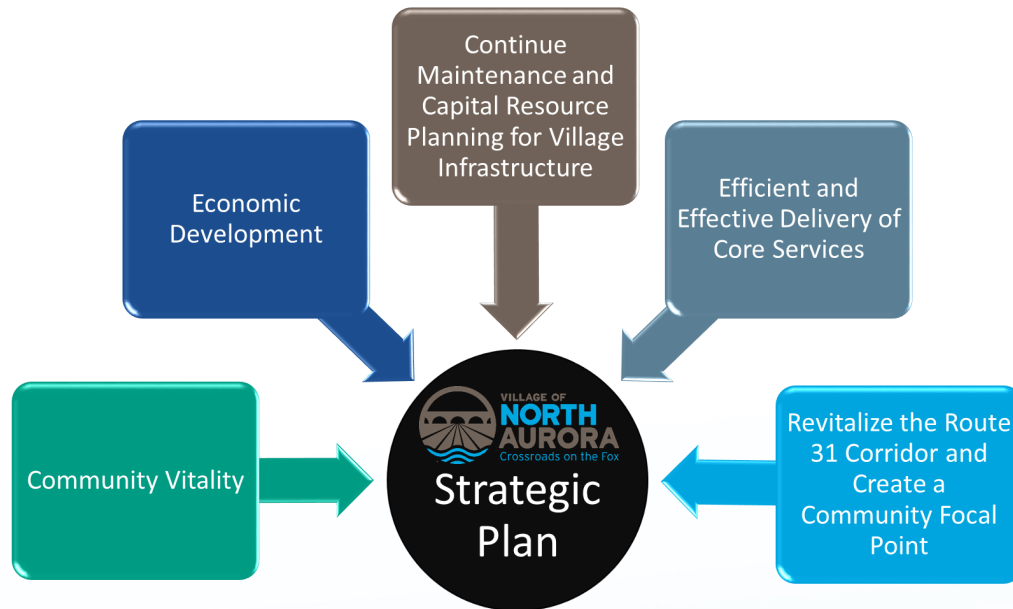 Continue
Maintenance and
Capital Resource
Planning for Village
Infrastructure
Economic
Development
Efficient and
Effective Delivery of
Core Services
Community Vitality
VILLAGE OF
NORTH
AURORA
Crossroads on the Fox
Strategic
Plan
Revitalize the Route
31 Corridor and
Create a
Community Focal
Point